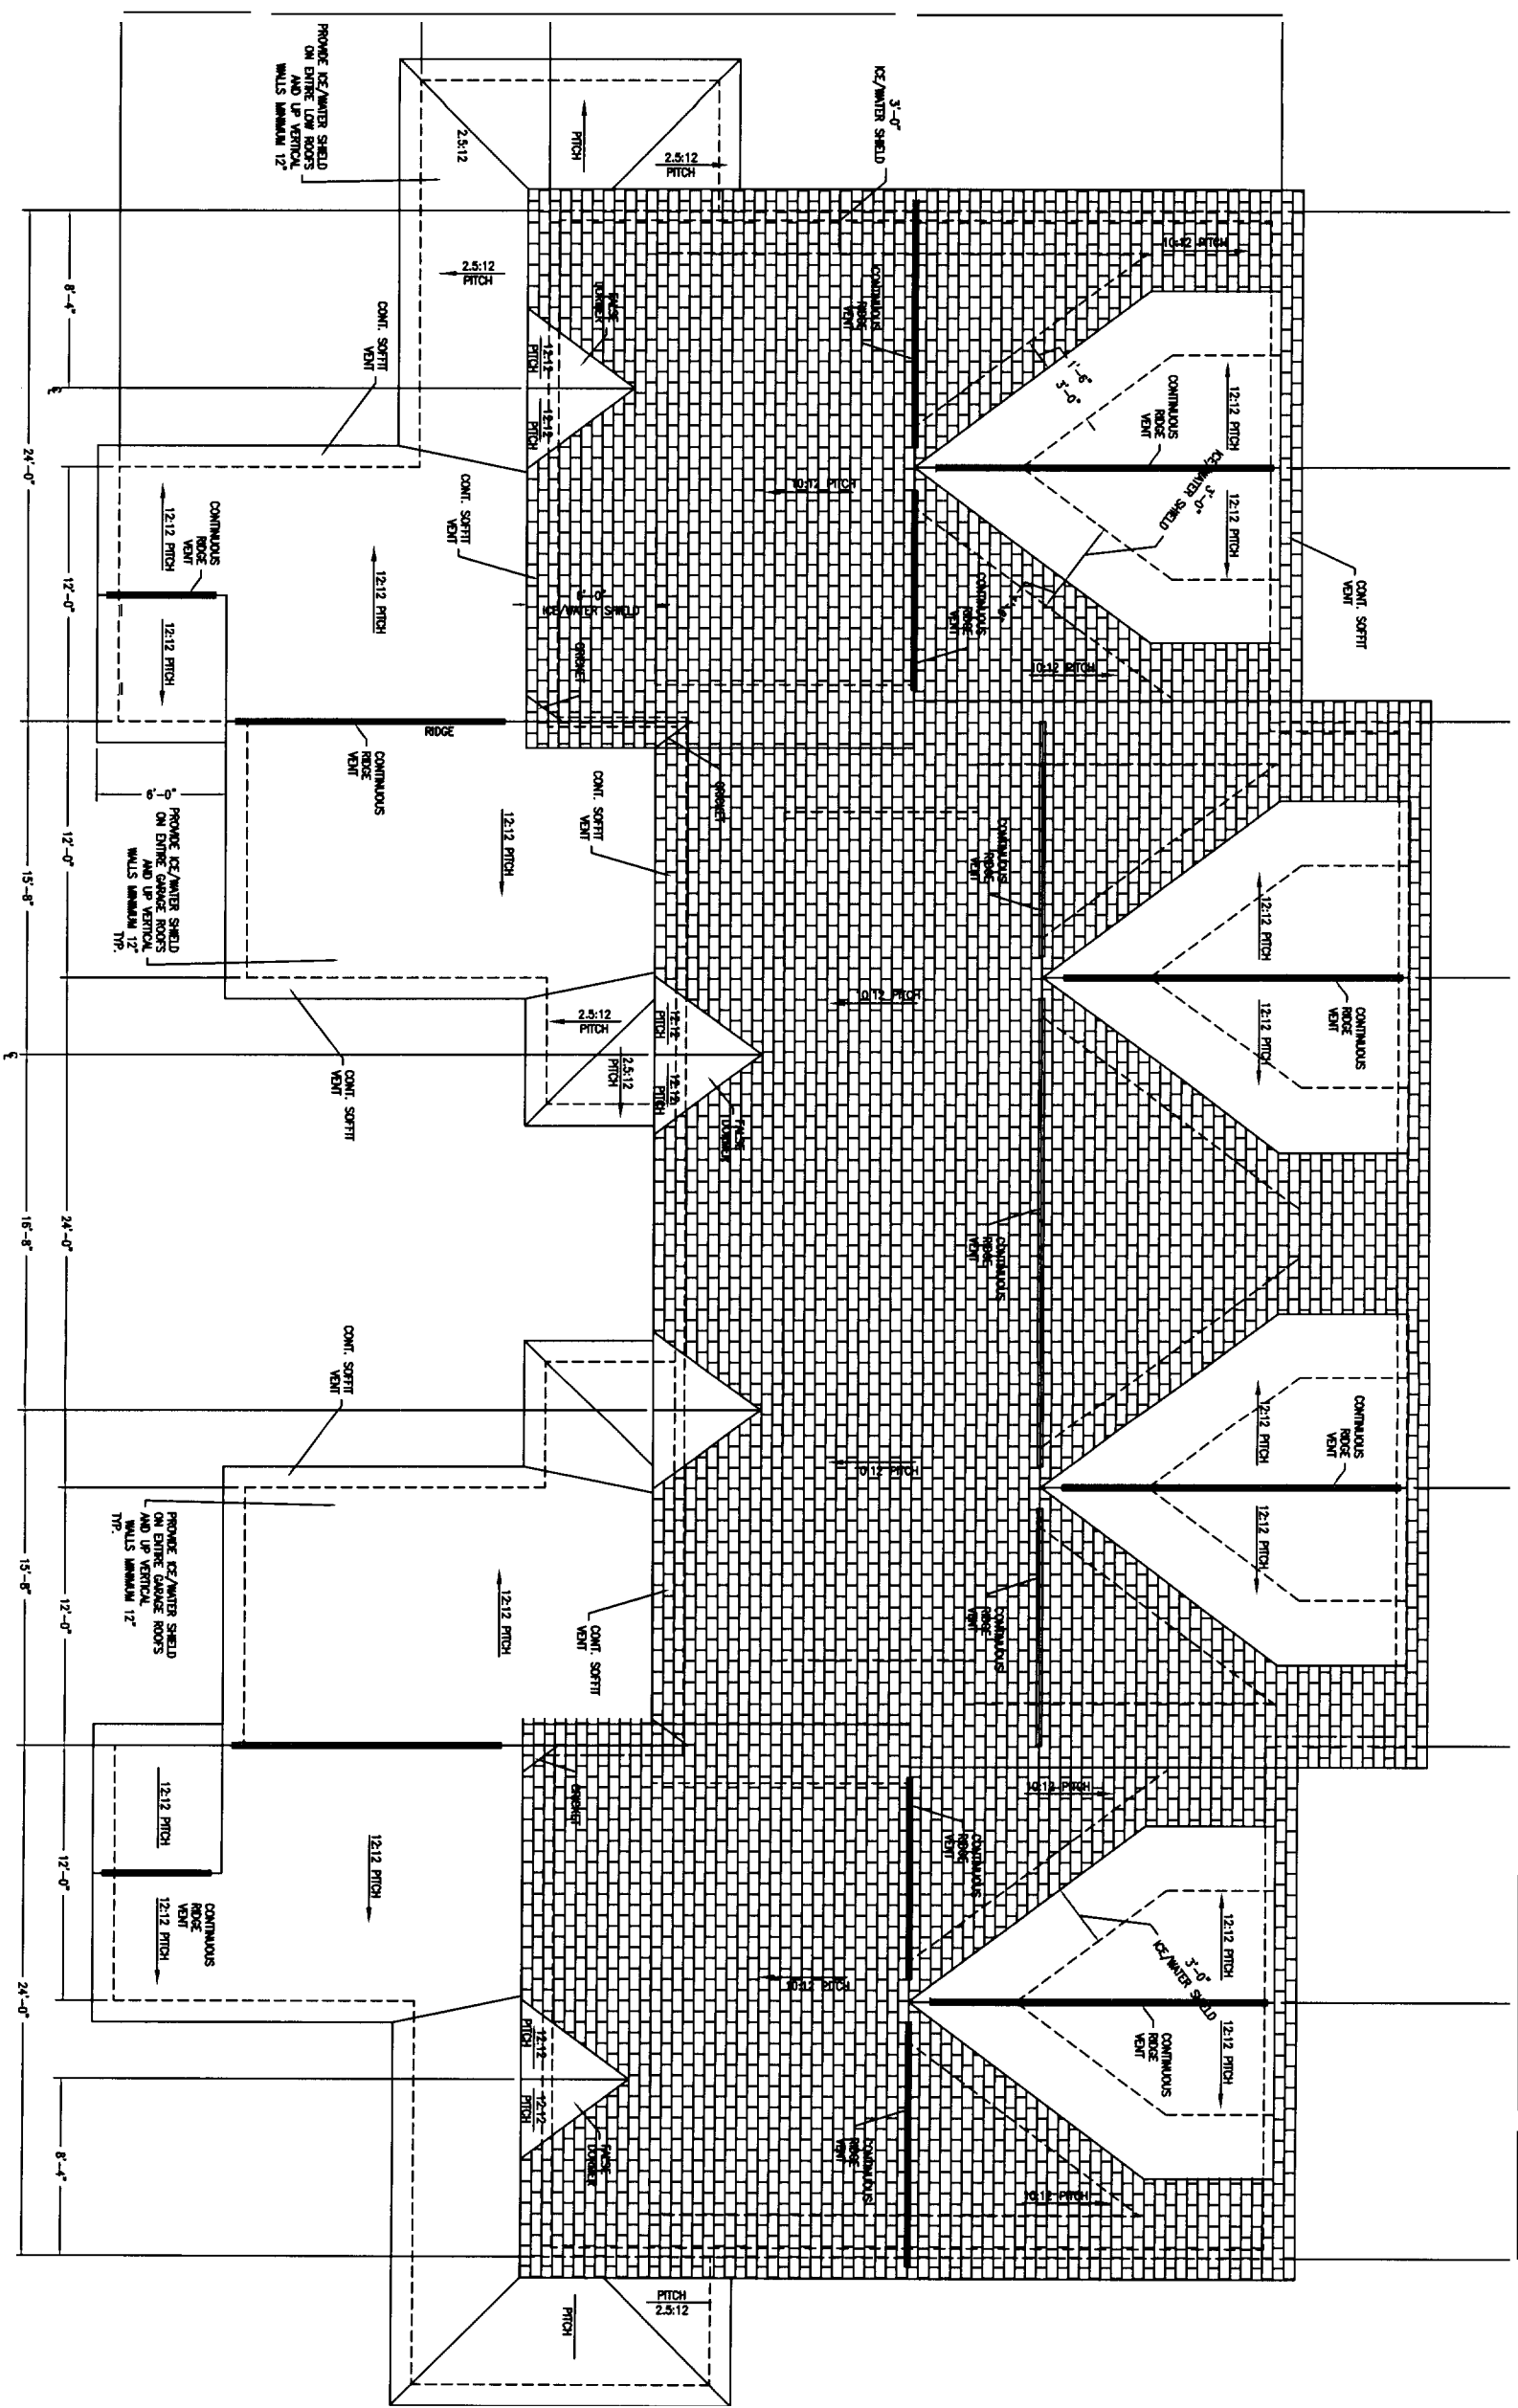 3'-0"
ICE/WATER SHIELD
PROVIDE ICE/WATER SHIELD
ON ENTIRE LOW ROOFS
AND UP VERTICAL
WALLS MINIMUM 12"
2.5:12
PITCH
2.5:12
PITCH
10:12 PITCH
CONTINUOUS
RIDGE
VENT
1'-6"
3'-0"
12:12 PITCH
CONTINUOUS
RIDGE
VENT
3'-0"
ICE/WATER SHIELD
12:12 PITCH
CONT. SOFFIT
VENT
2.5:12
PITCH
FALSE
DORMER
12:12
PITCH
12:12
PITCH
8'-4"
24'-0"
CONT. SOFFIT
VENT
CONT. SOFFIT
VENT
10:12 PITCH
CONTINUOUS
RIDGE
VENT
10:12 PITCH
ICE/WATER SHIELD
CRICKET
12:12 PITCH
CONTINUOUS
RIDGE
VENT
12:12 PITCH
12:12 PITCH
12'-0"
RIDGE
CONTINUOUS
RIDGE
VENT
6'-0"
CRICKET
CONT. SOFFIT
VENT
12:12 PITCH
PROVIDE ICE/WATER SHIELD
ON ENTIRE GARAGE ROOFS
AND UP VERTICAL
WALLS MINIMUM 12"
TYP.
12'-0"
15'-8"
CONTINUOUS
RIDGE
VENT
12:12 PITCH
CONTINUOUS
RIDGE
VENT
12:12 PITCH
10:12 PITCH
12:12
PITCH
12:12
PITCH
FALSE
DORMER
2.5:12
PITCH
2.5:12
PITCH
CONT. SOFFIT
VENT
CONTINUOUS
RIDGE
VENT
24'-0"
16'-8"
CONT. SOFFIT
VENT
12:12 PITCH
CONTINUOUS
RIDGE
VENT
12:12 PITCH
10:12 PITCH
CONTINUOUS
RIDGE
VENT
CONT. SOFFIT
VENT
12:12 PITCH
PROVIDE ICE/WATER SHIELD
ON ENTIRE GARAGE ROOFS
AND UP VERTICAL
WALLS MINIMUM 12"
TYP.
12'-0"
15'-8"
10:12 PITCH
CONTINUOUS
RIDGE
VENT
CRICKET
12:12 PITCH
12:12 PITCH
CONTINUOUS
RIDGE
VENT
12:12 PITCH
12'-0"
24'-0"
12:12 PITCH
3'-0"
ICE/WATER SHIELD
12:12 PITCH
CONTINUOUS
RIDGE
VENT
10:12 PITCH
12:12
PITCH
12:12
PITCH
FALSE
DORMER
CONTINUOUS
RIDGE
VENT
10:12 PITCH
8'-4"
PITCH
2.5:12
PITCH